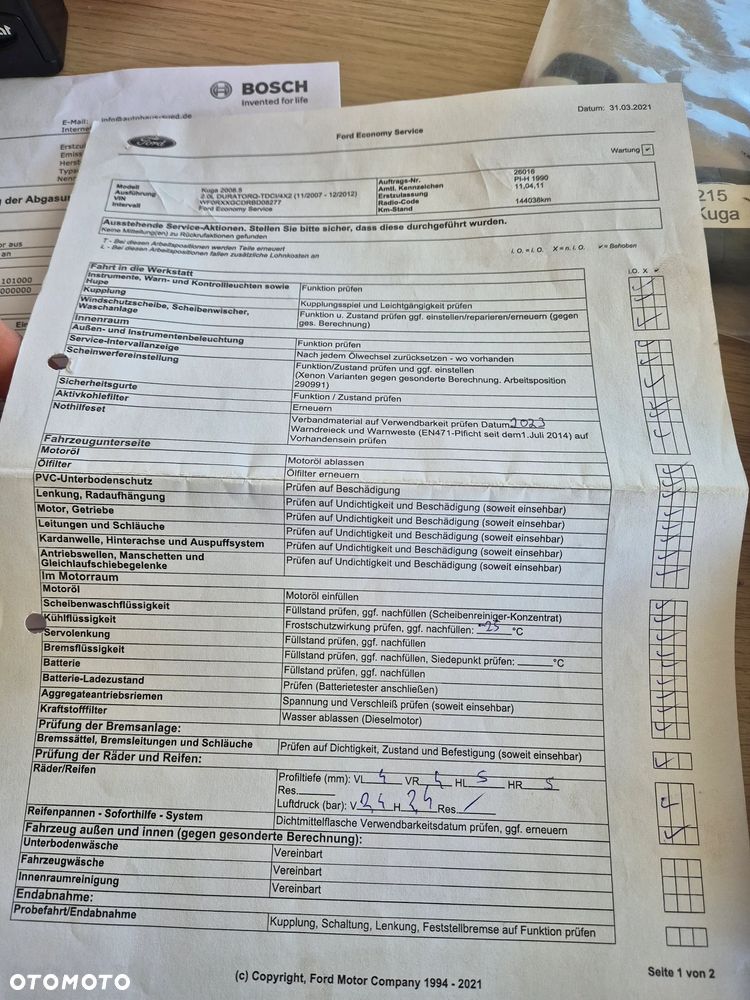 BOSCH
Invented for life
E-Mail: info@autohaus-sued.de
Interne
Erstzu
Emiss
Herst
Typs
Nenn
g der Abgasun
or aus
an
101000
000000
Ein
215
Kuga
Datum: 31.03.2021
Ford
Ford Economy Service
Wartung
Modell Kuga 2008.5 Auftrags-Nr. 26016
Ausführung 2.0L DURATORQ-TDCI/4X2 (11/2007 - 12/2012) Amtl. Kennzeichen PI-H 1990
VIN WF0RXXGCDRBD08277 Erstzulassung 11.04.11
Intervall Ford Economy Service Radio-Code
Km-Stand 144036km
Ausstehende Service-Aktionen. Stellen Sie bitte sicher, dass diese durchgeführt wurden.
Keine Mitteilung(en) zu Rückrufaktionen gefunden
T - Bei diesen Arbeitspositionen werden Teile erneuert
L - Bei diesen Arbeitspositionen fallen zusätzliche Lohnkosten an
i. O. = i. O. X = n. i. O. ✔ = Behoben
i.O. X ✔
Fahrt in die Werkstatt
Instrumente, Warn- und Kontrollleuchten sowie Hupe Funktion prüfen
Kupplung Kupplungsspiel und Leichtgängigkeit prüfen
Windschutzscheibe, Scheibenwischer, Waschanlage Funktion u. Zustand prüfen ggf. einstellen/reparieren/erneuern (gegen ges. Berechnung)
Innenraum
Außen- und Instrumentenbeleuchtung Funktion prüfen
Service-Intervallanzeige Nach jedem Ölwechsel zurücksetzen - wo vorhanden
Scheinwerfereinstellung Funktion/Zustand prüfen und ggf. einstellen
(Xenon Varianten gegen gesonderte Berechnung. Arbeitsposition 290991)
Sicherheitsgurte Funktion / Zustand prüfen
Aktivkohlefilter Erneuern
Nothilfeset Verbandmaterial auf Verwendbarkeit prüfen Datum 2023
Warndreieck und Warnweste (EN471-Pflicht seit dem1.Juli 2014) auf Vorhandensein prüfen
Fahrzeugunterseite
Motoröl Motoröl ablassen
Ölfilter Ölfilter erneuern
PVC-Unterbodenschutz Prüfen auf Beschädigung
Lenkung, Radaufhängung Prüfen auf Undichtigkeit und Beschädigung (soweit einsehbar)
Motor, Getriebe Prüfen auf Undichtigkeit und Beschädigung (soweit einsehbar)
Leitungen und Schläuche Prüfen auf Undichtigkeit und Beschädigung (soweit einsehbar)
Kardanwelle, Hinterachse und Auspuffsystem Prüfen auf Undichtigkeit und Beschädigung (soweit einsehbar)
Antriebswellen, Manschetten und Gleichlaufschiebegelenke Prüfen auf Undichtigkeit und Beschädigung (soweit einsehbar)
Im Motorraum
Motoröl Motoröl einfüllen
Scheibenwaschflüssigkeit Füllstand prüfen, ggf. nachfüllen (Scheibenreiniger-Konzentrat)
Kühlflüssigkeit Frostschutzwirkung prüfen, ggf. nachfüllen: -25 °C
Servolenkung Füllstand prüfen, ggf. nachfüllen
Bremsflüssigkeit Füllstand prüfen, ggf. nachfüllen, Siedepunkt prüfen: ______ °C
Batterie Füllstand prüfen, ggf. nachfüllen
Batterie-Ladezustand Prüfen (Batterietester anschließen)
Aggregateantriebsriemen Spannung und Verschleiß prüfen (soweit einsehbar)
Kraftstofffilter Wasser ablassen (Dieselmotor)
Prüfung der Bremsanlage:
Bremssättel, Bremsleitungen und Schläuche Prüfen auf Dichtigkeit, Zustand und Befestigung (soweit einsehbar)
Prüfung der Räder und Reifen:
Räder/Reifen Profiltiefe (mm): VL 4 VR 4 HL 5 HR 5
Res.
Luftdruck (bar): V 2,4 H 2,4 Res. /
Reifenpannen - Soforthilfe - System Dichtmittelflasche Verwendbarkeitsdatum prüfen, ggf. erneuern
Fahrzeug außen und innen (gegen gesonderte Berechnung):
Unterbodenwäsche Vereinbart
Fahrzeugwäsche Vereinbart
Innenraumreinigung Vereinbart
Endabnahme:
Probefahrt/Endabnahme Kupplung, Schaltung, Lenkung, Feststellbremse auf Funktion prüfen
(c) Copyright, Ford Motor Company 1994 - 2021
Seite 1 von 2
OTOMOTO